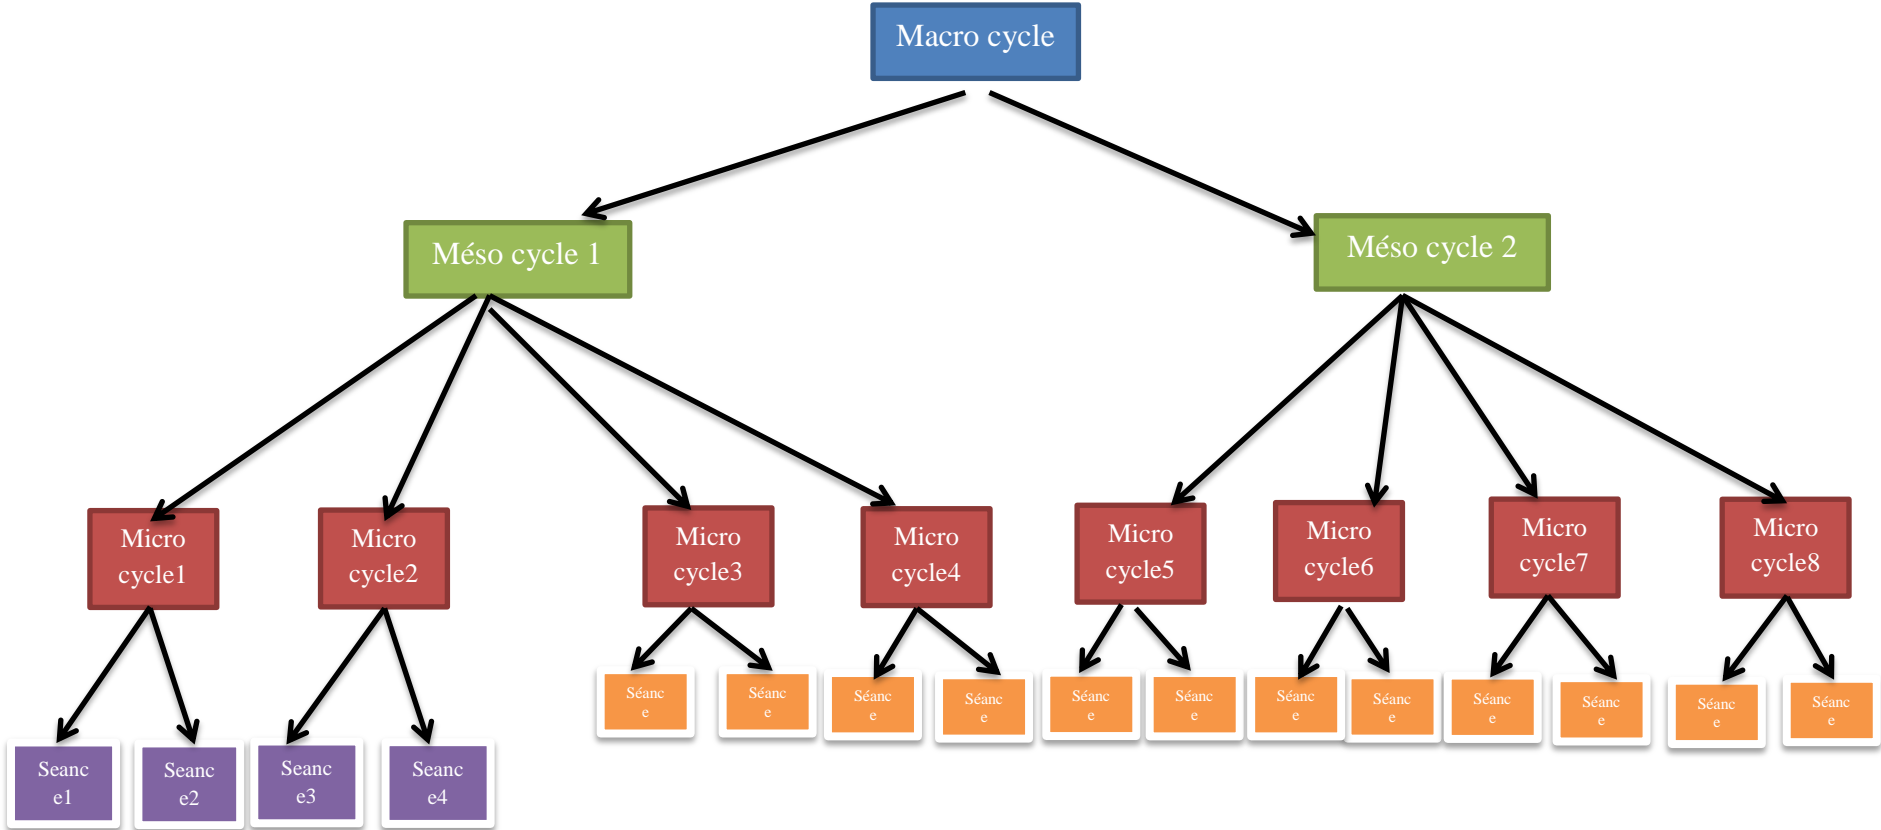 Macro cycle
Méso cycle 1
Méso cycle 2
Micro
cycle1
Micro
cycle2
Micro
cycle3
Micro
cycle4
Micro
cycle5
Micro
cycle6
Micro
cycle7
Micro
cycle8
Séanc
e
Séanc
e
Séanc
e
Séanc
e
Séanc
e
Séanc
e
Séanc
e
Séanc
e
Séanc
e
Séanc
e
Séanc
e
Séanc
e
Seanc
e1
Seanc
e2
Seanc
e3
Seanc
e4